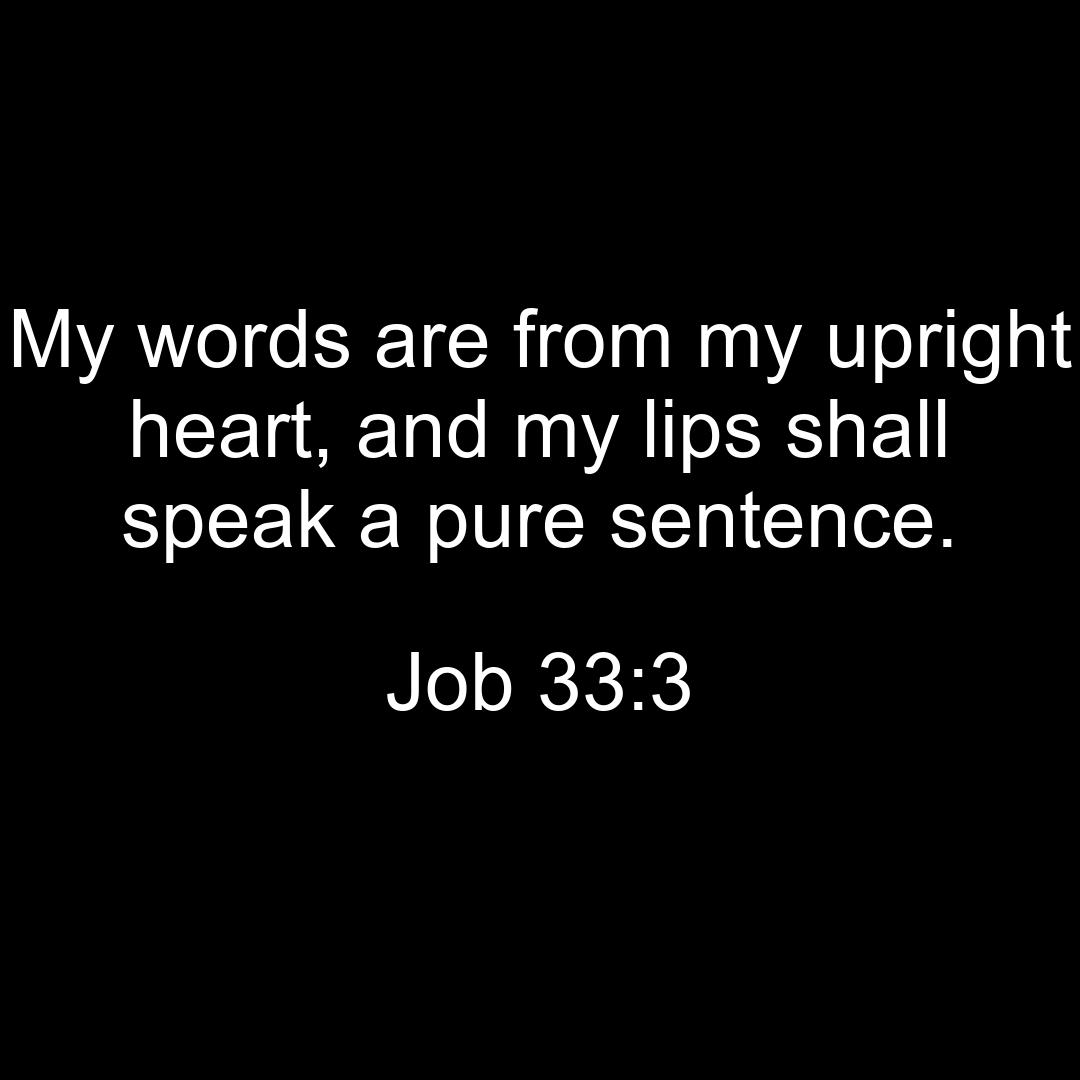 My words are from my upright
heart, and my lips shall
speak a pure sentence.
Job 33:3